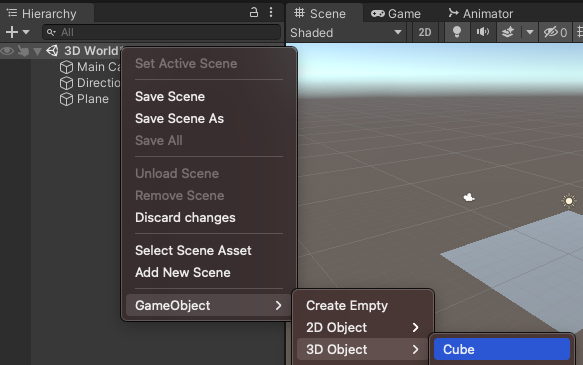 Hierarchy
Scene
Game
Animator
All
Shaded
2D
0
3D World*
Main Ca
Directio
Plane
Set Active Scene
Save Scene
Save Scene As
Save All
Unload Scene
Remove Scene
Discard changes
Select Scene Asset
Add New Scene
GameObject
Create Empty
2D Object
3D Object
Cube